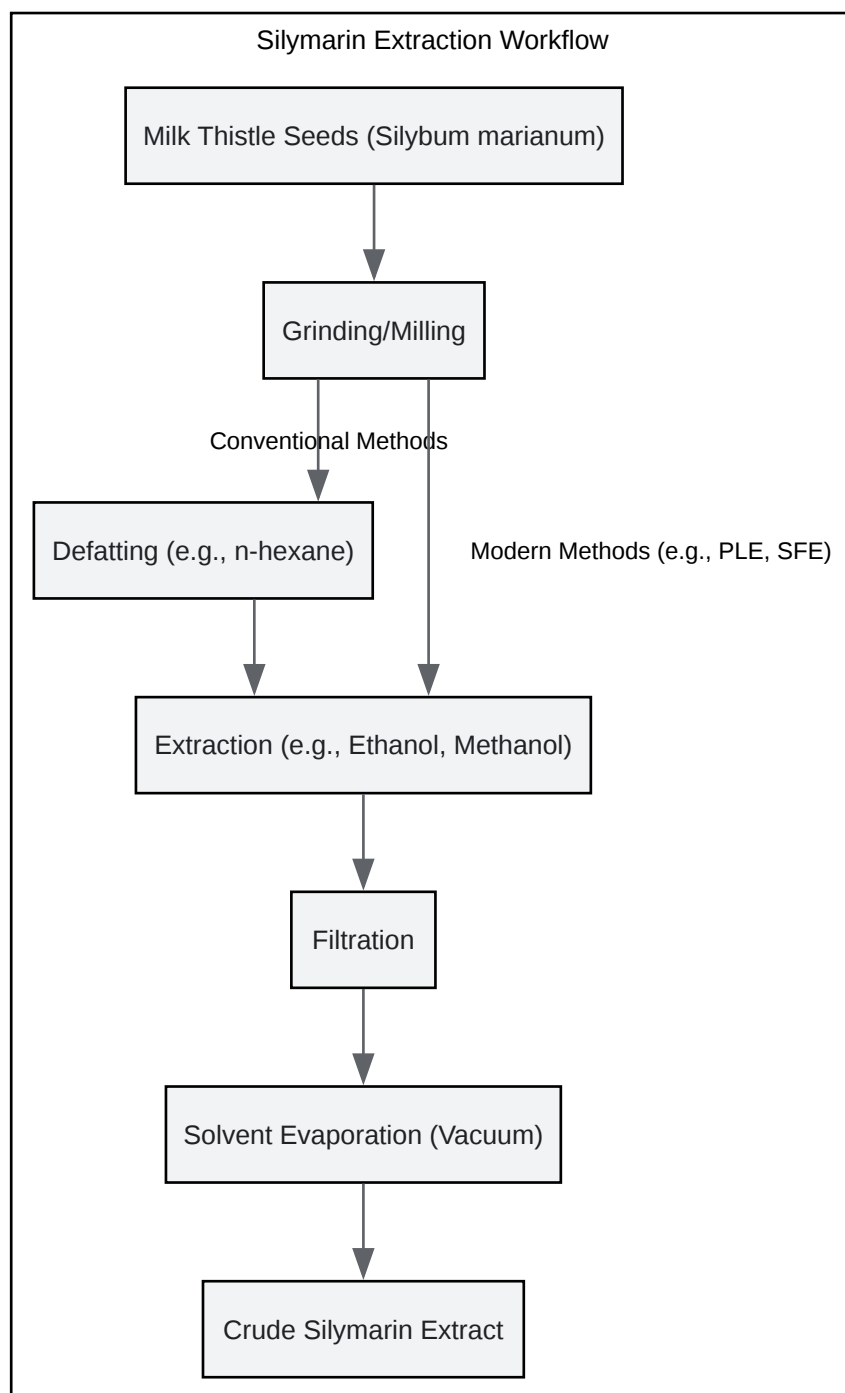 Silymarin Extraction Workflow
Milk Thistle Seeds (Silybum marianum)
Grinding/Milling
Conventional Methods
Defatting (e.g., n-hexane)
Modern Methods (e.g., PLE, SFE)
Extraction (e.g., Ethanol, Methanol)
Filtration
Solvent Evaporation (Vacuum)
Crude Silymarin Extract